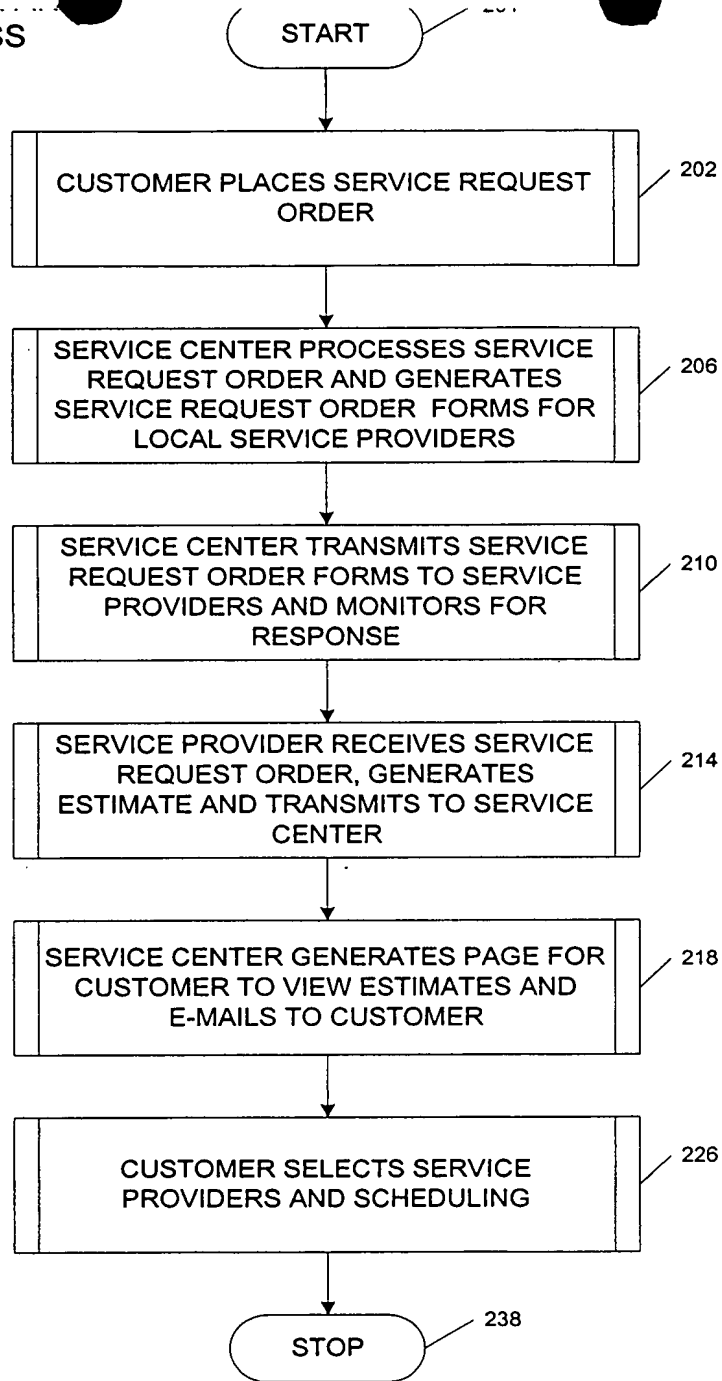 SS
START
CUSTOMER PLACES SERVICE REQUEST
ORDER
202
SERVICE CENTER PROCESSES SERVICE
REQUEST ORDER AND GENERATES
SERVICE REQUEST ORDER FORMS FOR
LOCAL SERVICE PROVIDERS
206
SERVICE CENTER TRANSMITS SERVICE
REQUEST ORDER FORMS TO SERVICE
PROVIDERS AND MONITORS FOR
RESPONSE
210
SERVICE PROVIDER RECEIVES SERVICE
REQUEST ORDER, GENERATES
ESTIMATE AND TRANSMITS TO SERVICE
CENTER
214
SERVICE CENTER GENERATES PAGE FOR
CUSTOMER TO VIEW ESTIMATES AND
E-MAILS TO CUSTOMER
218
CUSTOMER SELECTS SERVICE
PROVIDERS AND SCHEDULING
226
STOP
238